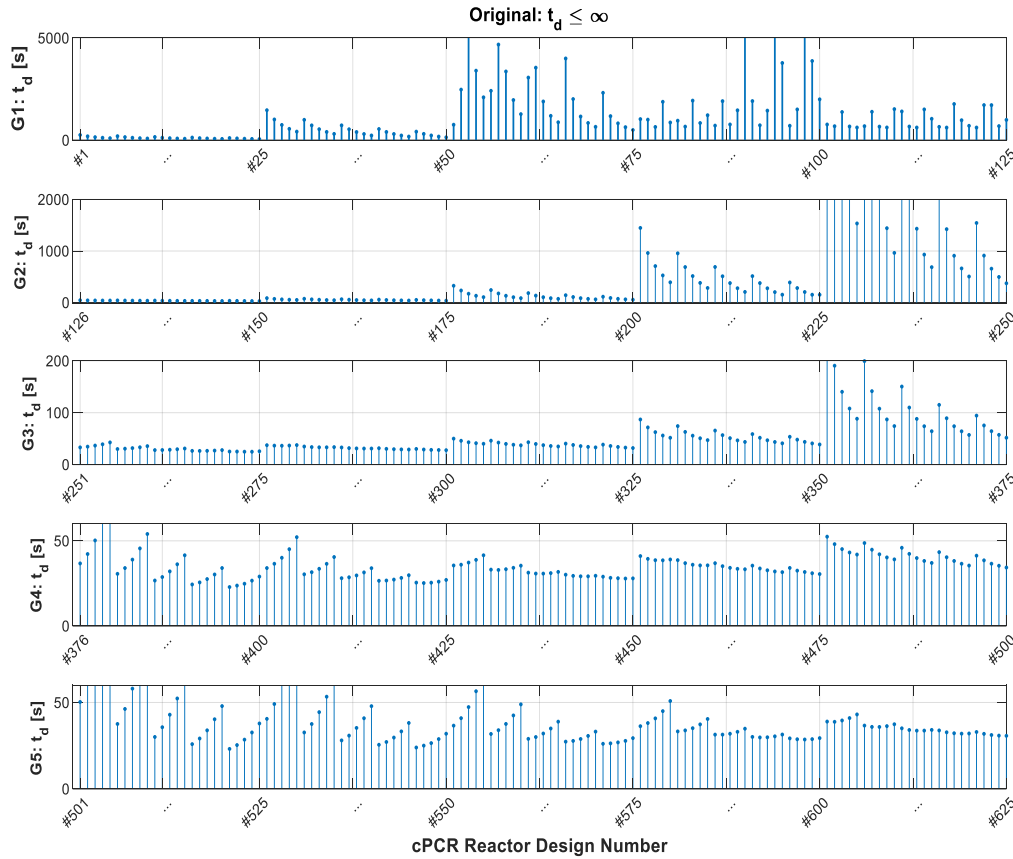 Original: t_d ≤ ∞
G1: t_d [s]
5000
0
#1 ... #25 ... #50 ... #75 ... #100 ... #125
G2: t_d [s]
2000
1000
0
#126 ... #150 ... #175 ... #200 ... #225 ... #250
G3: t_d [s]
200
100
0
#251 ... #275 ... #300 ... #325 ... #350 ... #375
G4: t_d [s]
50
0
#376 ... #400 ... #425 ... #450 ... #475 ... #500
G5: t_d [s]
50
0
#501 ... #525 ... #550 ... #575 ... #600 ... #625
cPCR Reactor Design Number